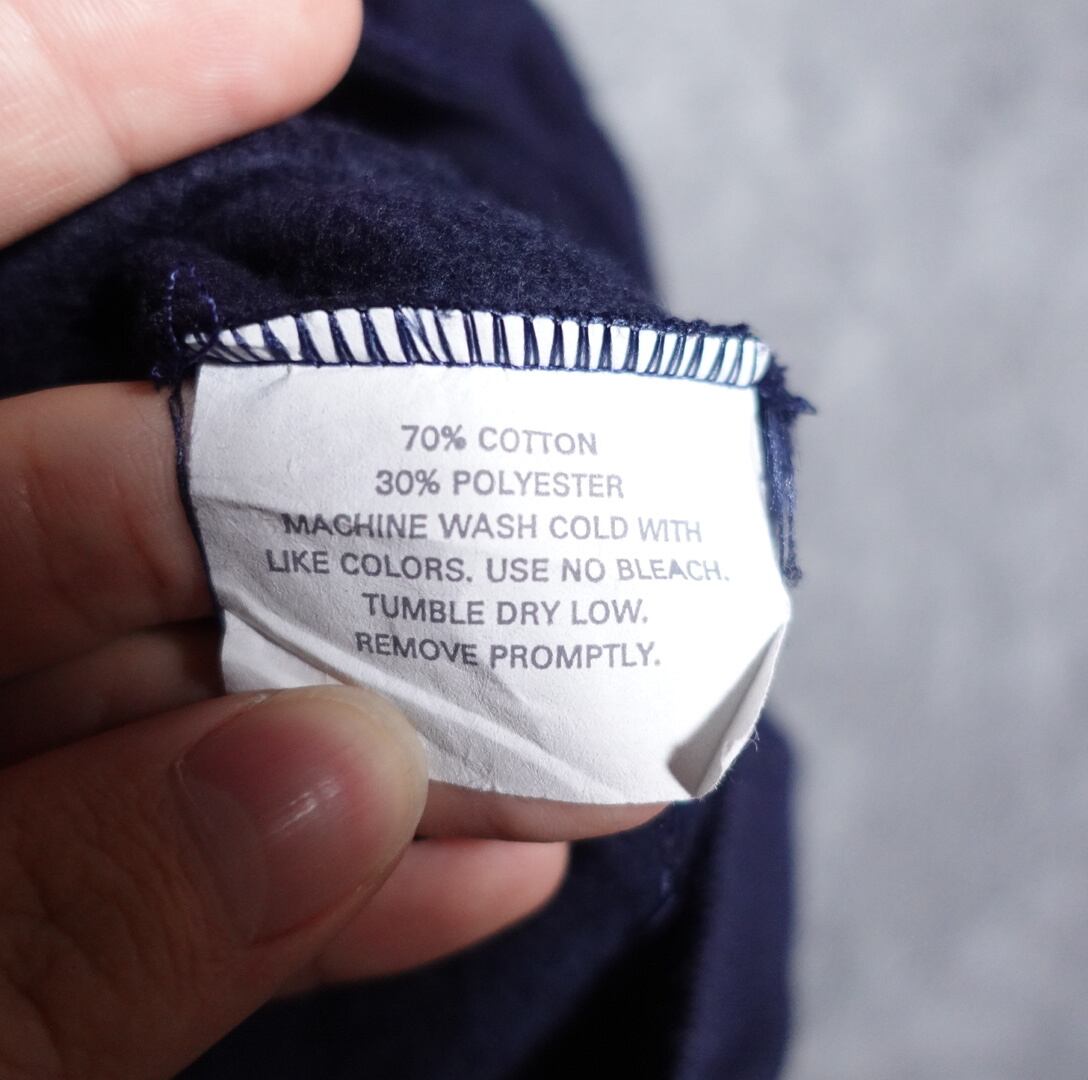 70% COTTON
30% POLYESTER
MACHINE WASH COLD WITH
LIKE COLORS. USE NO BLEACH.
TUMBLE DRY LOW.
REMOVE PROMPTLY.